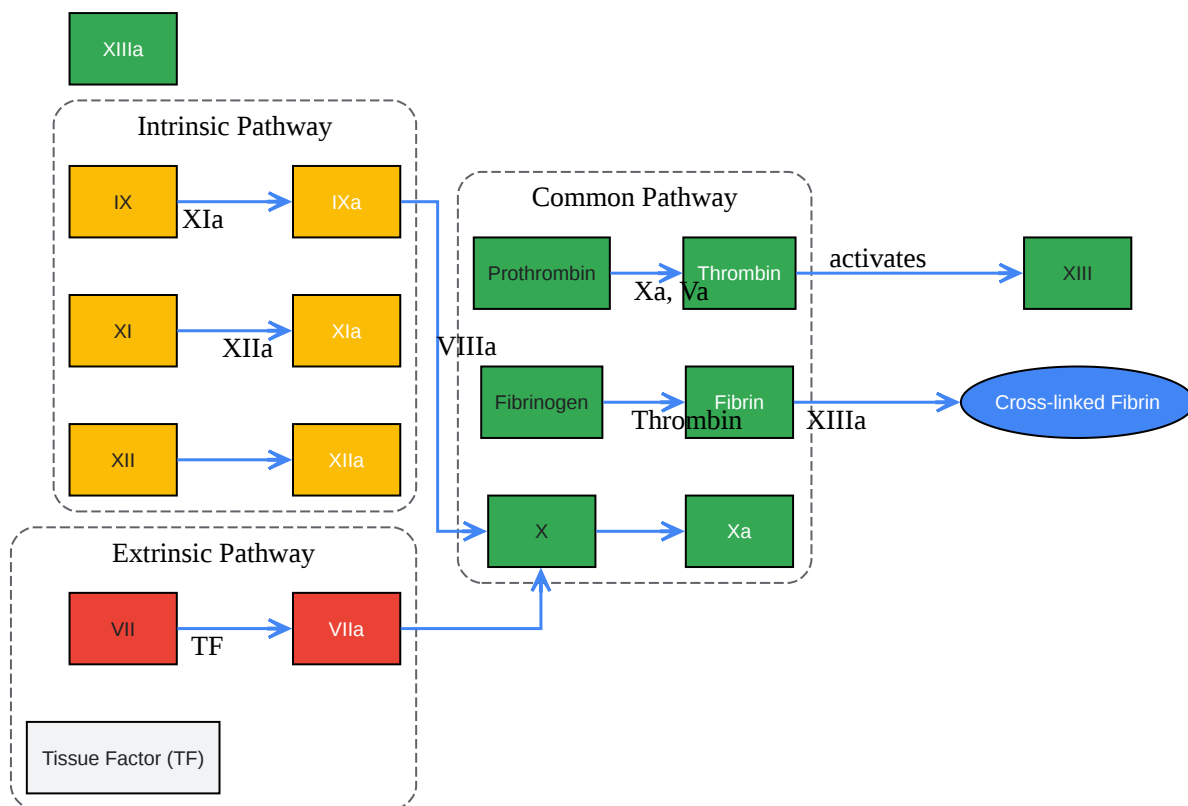 XIIIa
Intrinsic Pathway
IX
XIa
IXa
XI
XIIa
XIa
XII
XIIa
VIIIa
Common Pathway
Prothrombin
Xa, Va
Thrombin
activates
XIII
Fibrinogen
Thrombin
Fibrin
XIIIa
Cross-linked Fibrin
X
Xa
Extrinsic Pathway
VII
TF
VIIa
Tissue Factor (TF)